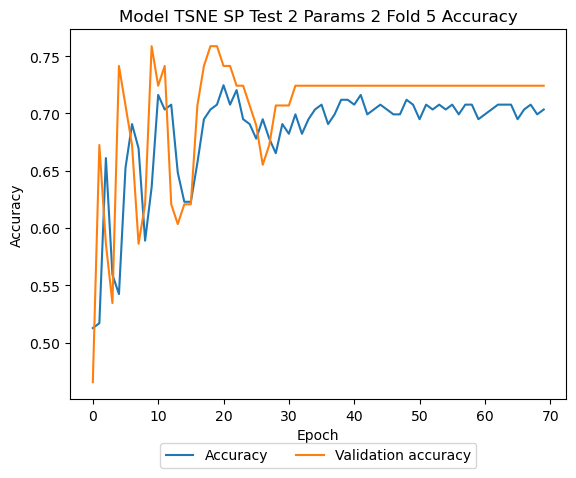 Model TSNE SP Test 2 Params 2 Fold 5 Accuracy
0.75
0.70
0.65
0.60
0.55
0.50
Accuracy
0 10 20 30 40 50 60 70
Epoch
Accuracy Validation accuracy